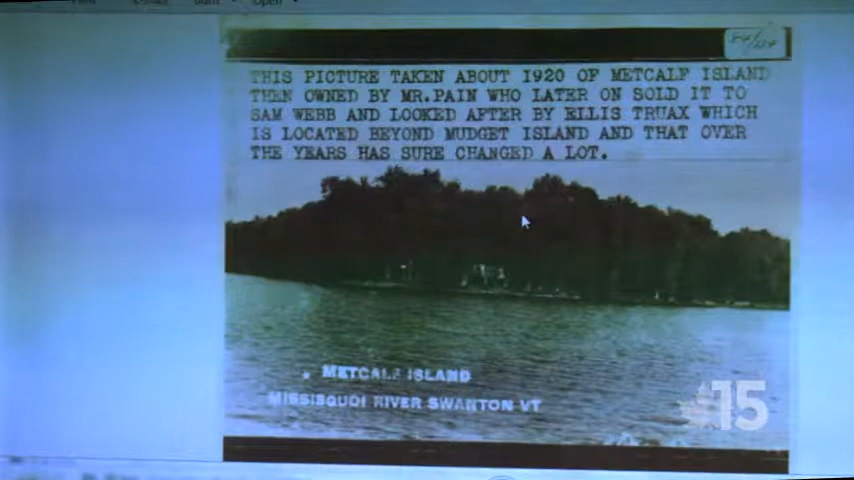 THIS PICTURE TAKEN ABOUT 1920 OF METCALF ISLAND
THEN OWNED BY MR.PAIN WHO LATER ON SOLD IT TO
SAM WEBB AND LOOKED AFTER BY ELLIS TRUAX WHICH
IS LOCATED BEYOND MUDGET ISLAND AND THAT OVER
THE YEARS HAS SURE CHANGED A LOT.
METCALF ISLAND
MISSISQUOI RIVER SWANTON VT
15